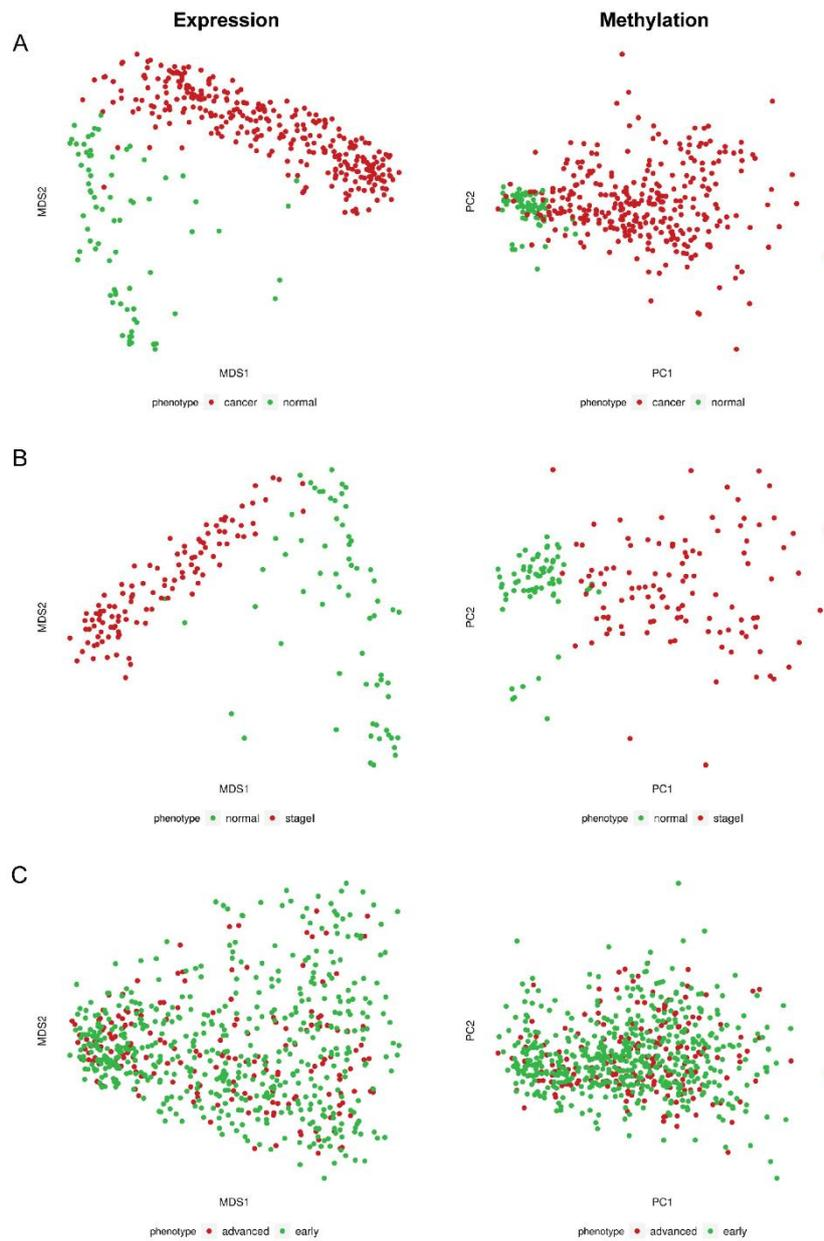 Expression Methylation
A
MDS2 PC2
MDS1 PC1
phenotype cancer normal phenotype cancer normal
B
MDS2 PC2
MDS1 PC1
phenotype normal stageI phenotype normal stageI
C
MDS2 PC2
MDS1 PC1
phenotype advanced early phenotype advanced early